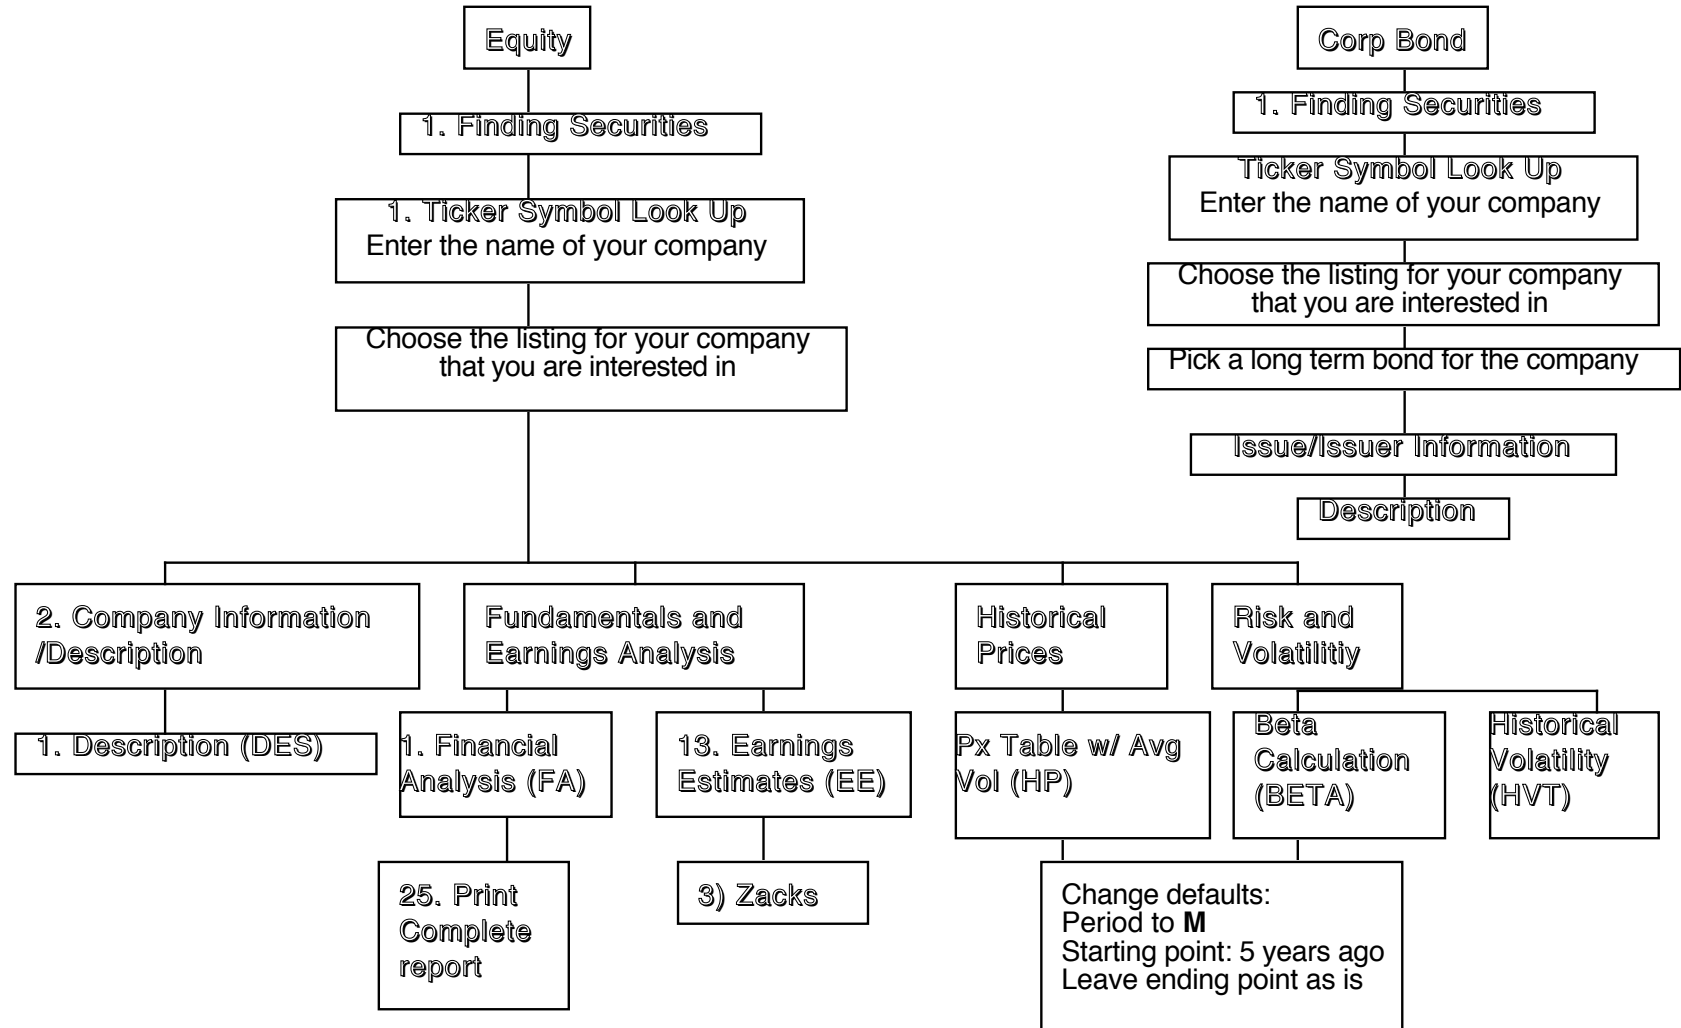 Equity
1. Finding Securities
1. Ticker Symbol Look Up
Enter the name of your company
Choose the listing for your company
that you are interested in
Corp Bond
1. Finding Securities
Ticker Symbol Look Up
Enter the name of your company
Choose the listing for your company
that you are interested in
Pick a long term bond for the company
Issue/Issuer Information
Description
2. Company Information
/Description
Fundamentals and
Earnings Analysis
Historical
Prices
Risk and
Volatilitiy
1. Description (DES)
1. Financial
Analysis (FA)
13. Earnings
Estimates (EE)
Px Table w/ Avg
Vol (HP)
Beta
Calculation
(BETA)
Historical
Volatility
(HVT)
25. Print
Complete
report
3) Zacks
Change defaults:
Period to M
Starting point: 5 years ago
Leave ending point as is